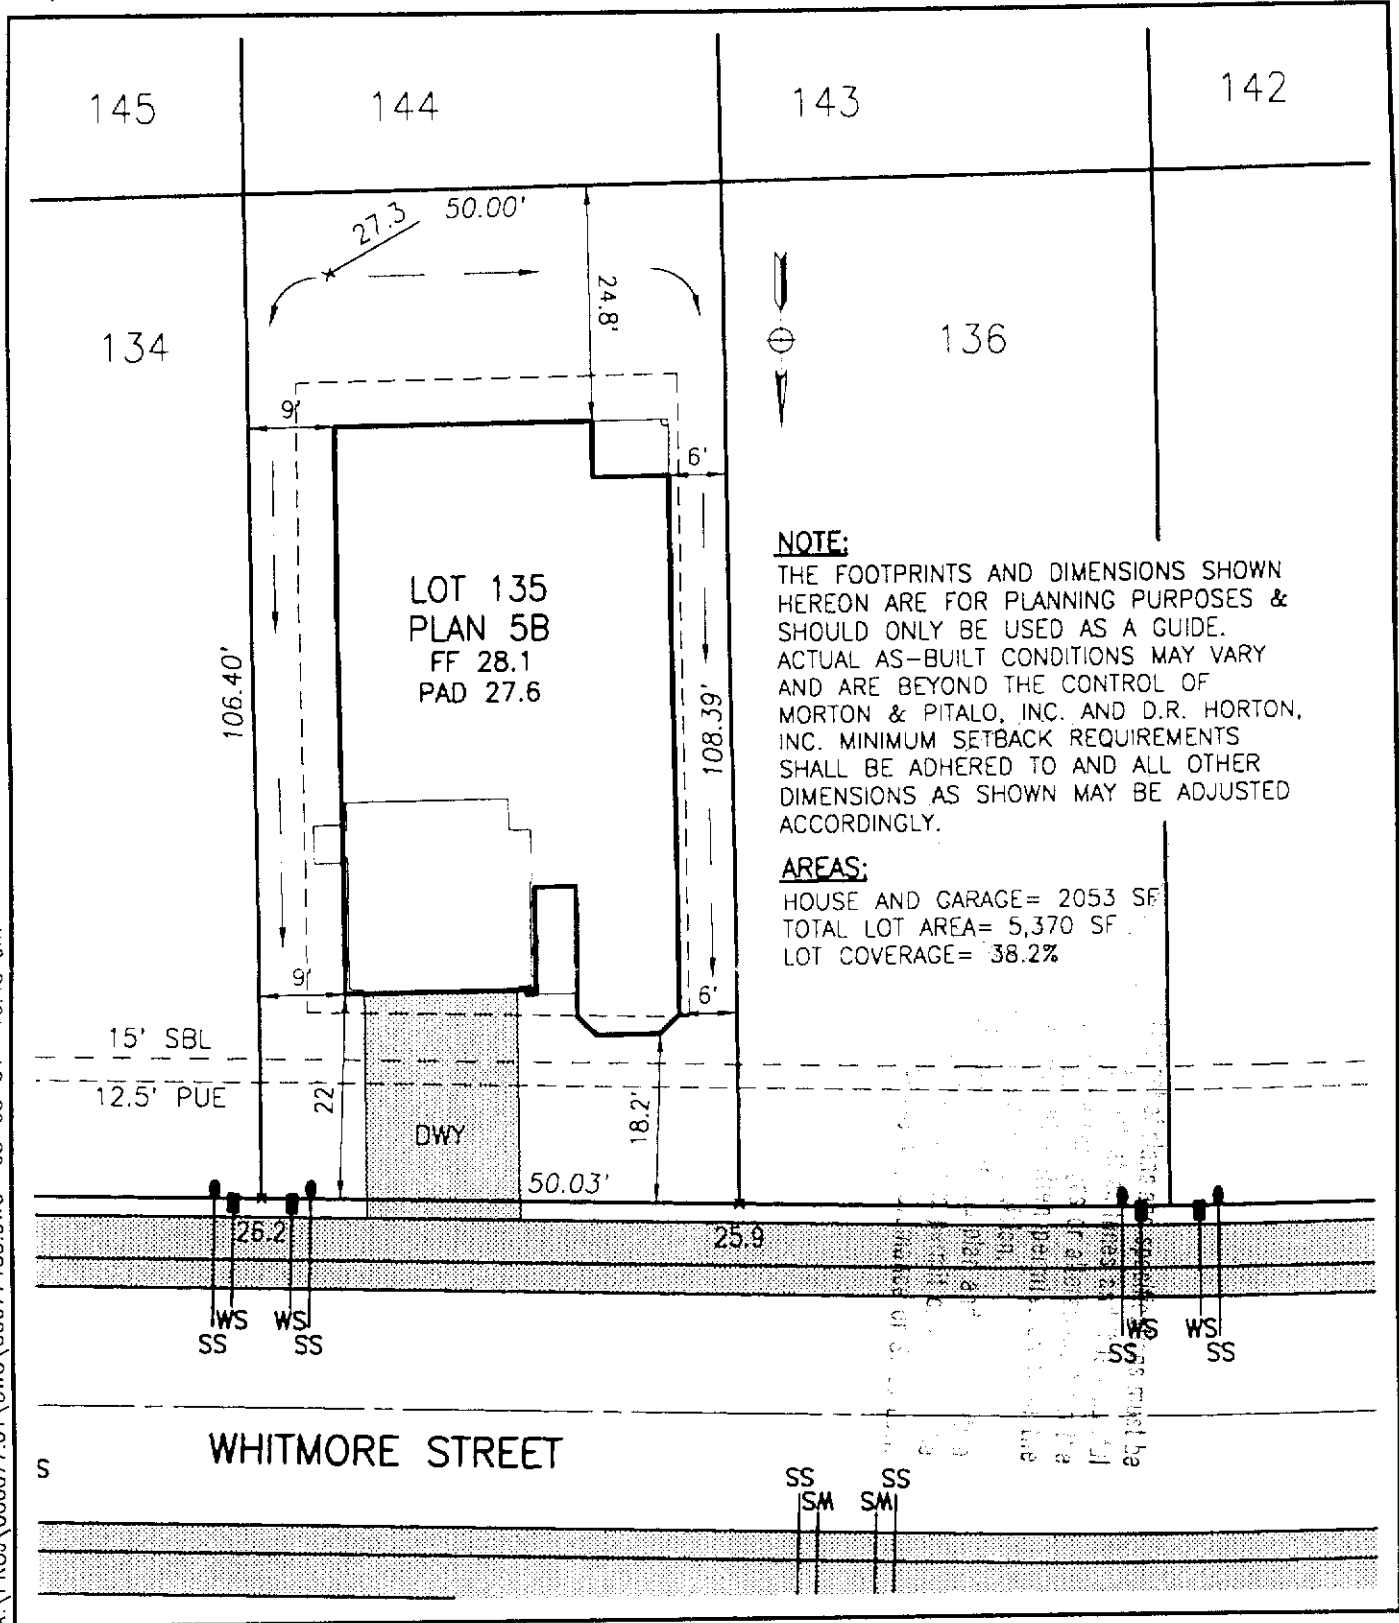 145
144
143
142
27.3
50.00'
24.8'
134
136
9'
6'
LOT 135
PLAN 5B
FF 28.1
PAD 27.6
106.40'
108.39'
NOTE:
THE FOOTPRINTS AND DIMENSIONS SHOWN
HEREON ARE FOR PLANNING PURPOSES &
SHOULD ONLY BE USED AS A GUIDE.
ACTUAL AS-BUILT CONDITIONS MAY VARY
AND ARE BEYOND THE CONTROL OF
MORTON & PITALO, INC. AND D.R. HORTON,
INC. MINIMUM SETBACK REQUIREMENTS
SHALL BE ADHERED TO AND ALL OTHER
DIMENSIONS AS SHOWN MAY BE ADJUSTED
ACCORDINGLY.
AREAS:
HOUSE AND GARAGE= 2053 SF
TOTAL LOT AREA= 5,370 SF
LOT COVERAGE= 38.2%
9'
6'
15' SBL
12.5' PUE
22'
DWY
18.2'
50.03'
26.2
25.9
SS
WS
WS
SS
SS
WS
WS
SS
WHITMORE STREET
S
SS
SM
SM
SS